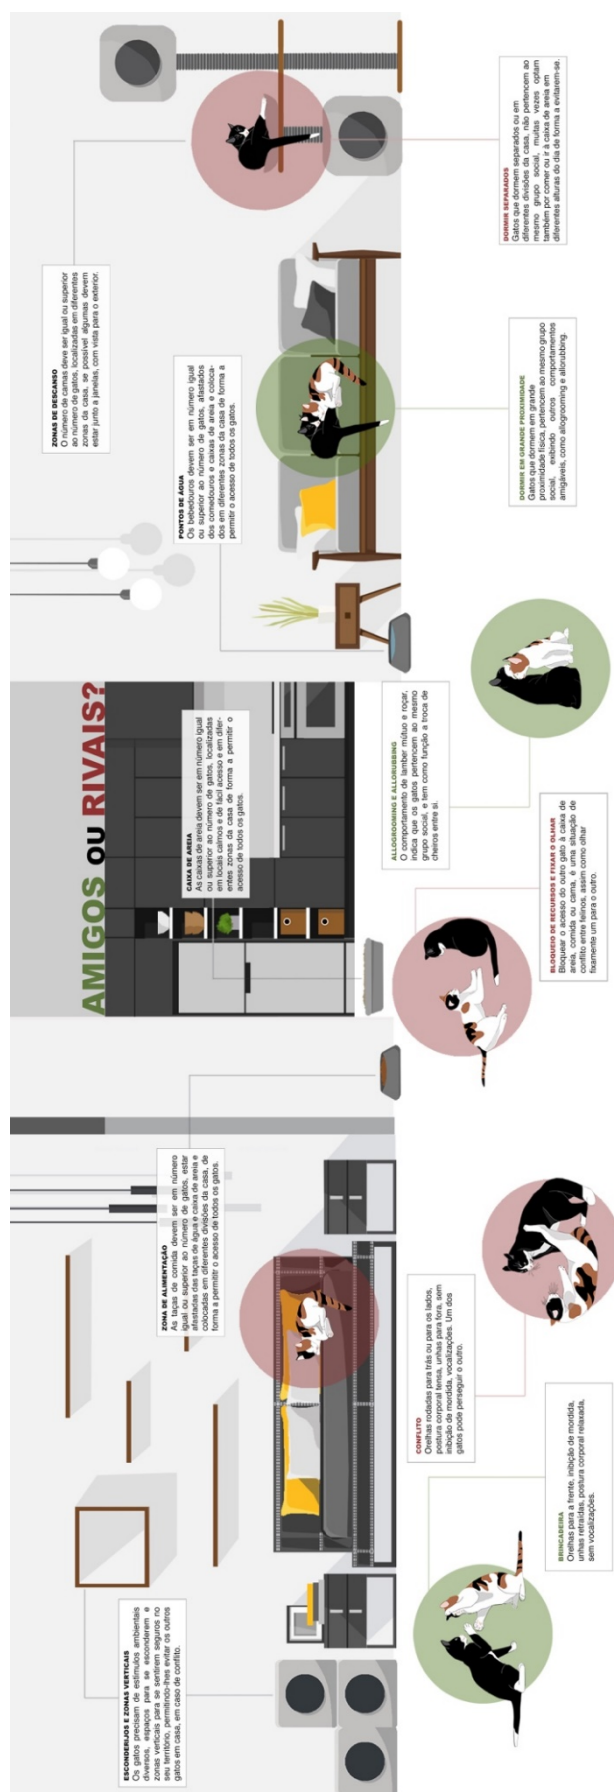 AMIGOS OU RIVAIS?
ESCONDERIJOS E ZONAS VERTICAIS
Os gatos precisam de estímulos ambientais
diversos, espaços para se esconderem e
zonas verticais para se sentirem seguros no
seu território, permitindo-lhes evitar os outros
gatos em casa, em caso de conflito.
ZONA DE ALIMENTAÇÃO
As taças de comida devem ser em número
igual ou superior ao número de gatos, estar
afastadas das taças de água e caixa de areia e
colocadas em diferentes divisões da casa, de
forma a permitir o acesso de todos os gatos.
CAIXA DE AREIA
As caixas de areia devem ser em número igual
ou superior ao número de gatos, localizadas
em locais calmos e de fácil acesso e em difer-
entes zonas da casa de forma a permitir o
acesso de todos os gatos.
PONTOS DE ÁGUA
Os bebedouros devem ser em número igual
ou superior ao número de gatos, afastados
dos comedouros e caixas de areia e coloca-
dos em diferentes zonas da casa de forma a
permitir o acesso de todos os gatos.
ZONAS DE DESCANSO
O número de camas deve ser igual ou superior
ao número de gatos, localizadas em diferentes
zonas da casa, se possível algumas devem
estar junto a janelas, com vista para o exterior.
BRINCADEIRA
Orelhas para a frente, inibição de mordida,
unhas retraídas, postura corporal relaxada,
sem vocalizações.
CONFLITO
Orelhas rodadas para trás ou para os lados,
postura corporal tensa, unhas para fora, sem
inibição de mordida, vocalizações. Um dos
gatos pode perseguir o outro.
BLOQUEIO DE RECURSOS E FIXAR O OLHAR
Bloquear o acesso do outro gato à caixa de
areia, comida ou cama, é uma situação de
conflito entre felinos, assim como olhar
fixamente um para o outro.
ALLOGROOMING E ALLORUBBING
O comportamento de lamber mútuo e roçar,
indica que os gatos pertencem ao mesmo
grupo social, e tem como função a troca de
cheiros entre si.
DORMIR EM GRANDE PROXIMIDADE
Gatos que dormem em grande
proximidade física, pertencem ao mesmo grupo
social, exibindo outros comportamentos
amigáveis, como allogrooming e allorubbing.
DORMIR SEPARADOS
Gatos que dormem separados ou em
diferentes divisões da casa, não pertencem ao
mesmo grupo social, muitas vezes optam
também por comer ou ir à caixa de areia em
diferentes alturas do dia de forma a evitarem-se.